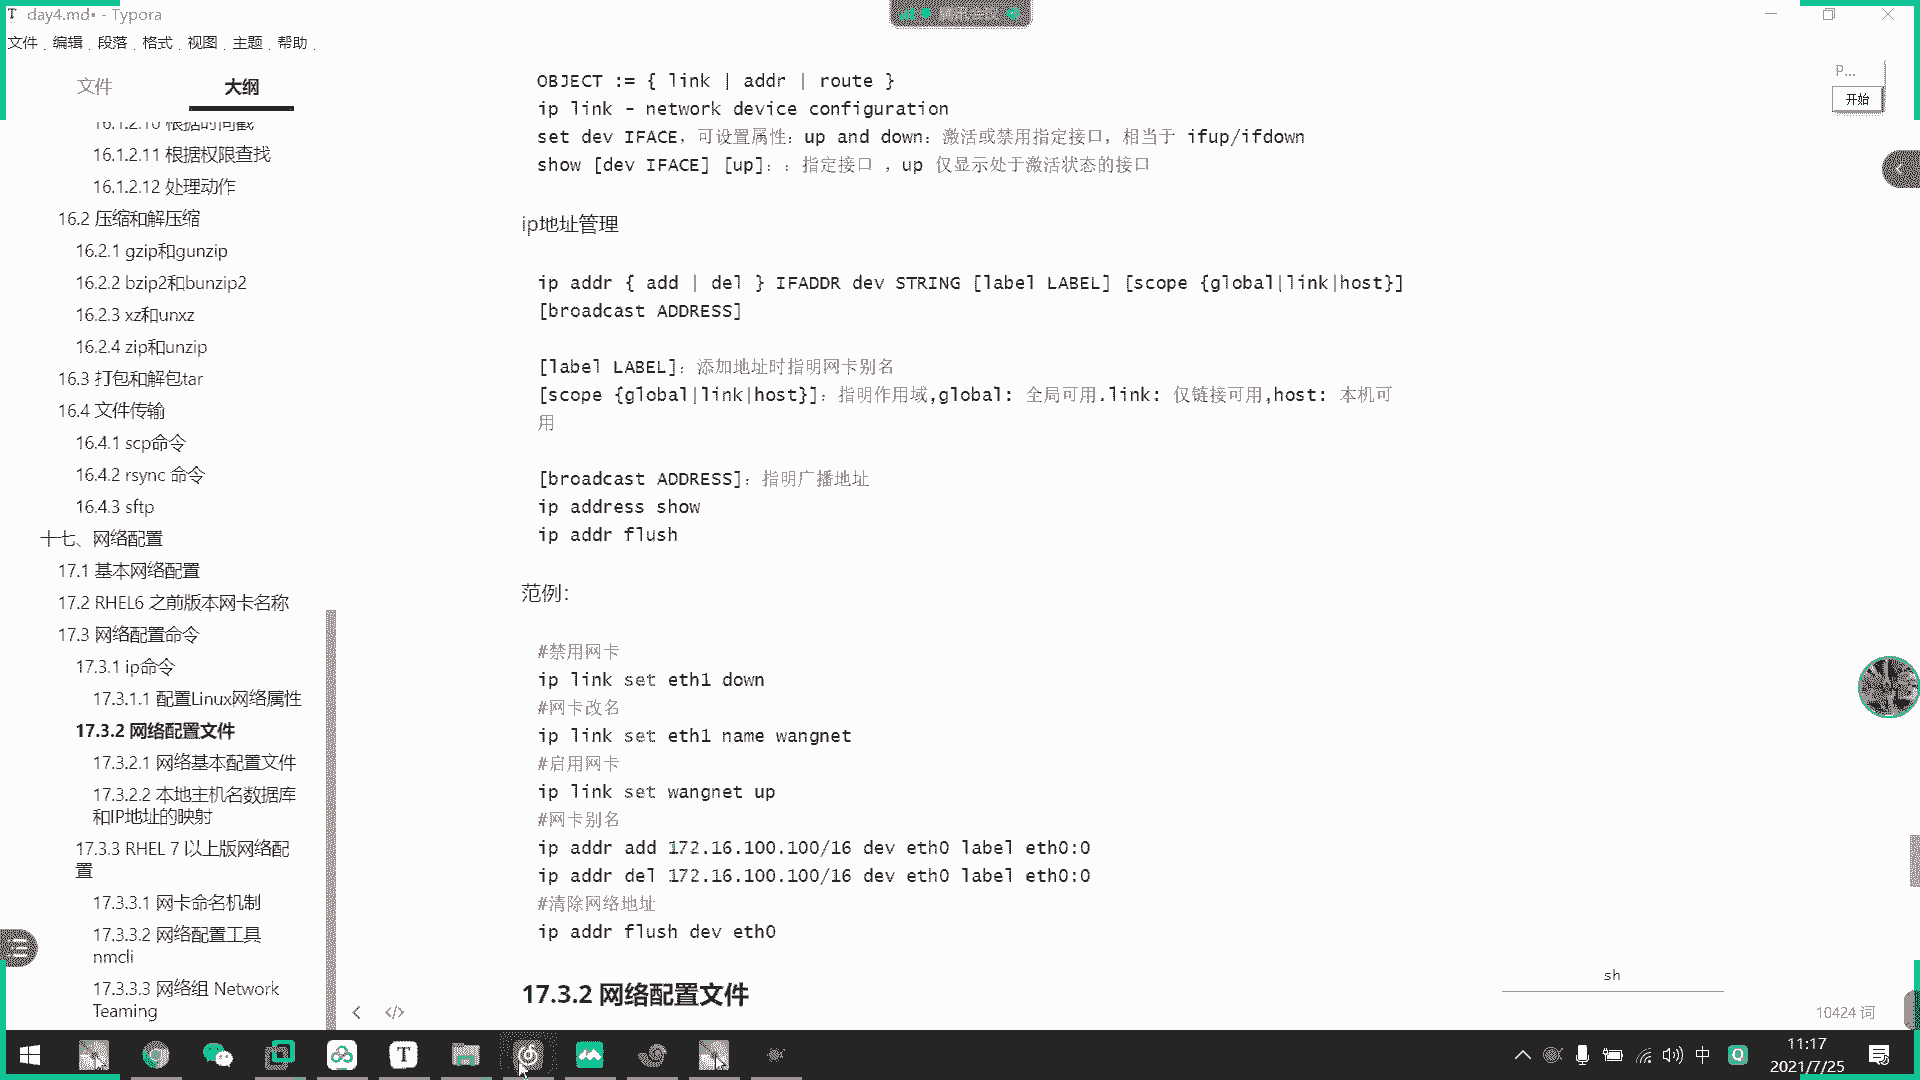 day4.md• - Typora
文件 编辑 段落 格式 视图 主题 帮助
文件 大纲
16.1.2.10 根据时间戳
16.1.2.11 根据权限查找
16.1.2.12 处理动作
16.2 压缩和解压缩
16.2.1 gzip和gunzip
16.2.2 bzip2和bunzip2
16.2.3 xz和unxz
16.2.4 zip和unzip
16.3 打包和解包tar
16.4 文件传输
16.4.1 scp命令
16.4.2 rsync 命令
16.4.3 sftp
十七、网络配置
17.1 基本网络配置
17.2 RHEL6 之前版本网卡名称
17.3 网络配置命令
17.3.1 ip命令
17.3.1.1 配置Linux网络属性
17.3.2 网络配置文件
17.3.2.1 网络基本配置文件
17.3.2.2 本地主机名数据库
和IP地址的映射
17.3.3 RHEL 7 以上版网络配
置
17.3.3.1 网卡命名机制
17.3.3.2 网络配置工具
nmcli
17.3.3.3 网络组 Network
Teaming
OBJECT := { link | addr | route }
ip link - network device configuration
set dev IFACE，可设置属性：up and down：激活或禁用指定接口，相当于 ifup/ifdown
show [dev IFACE] [up]：：指定接口 ，up 仅显示处于激活状态的接口
ip地址管理
ip addr { add | del } IFADDR dev STRING [label LABEL] [scope {global|link|host}]
[broadcast ADDRESS]
[label LABEL]：添加地址时指明网卡别名
[scope {global|link|host}]：指明作用域,global: 全局可用.link: 仅链接可用,host: 本机可
用
[broadcast ADDRESS]：指明广播地址
ip address show
ip addr flush
范例：
#禁用网卡
ip link set eth1 down
#网卡改名
ip link set eth1 name wangnet
#启用网卡
ip link set wangnet up
#网卡别名
ip addr add 172.16.100.100/16 dev eth0 label eth0:0
ip addr del 172.16.100.100/16 dev eth0 label eth0:0
#清除网络地址
ip addr flush dev eth0
17.3.2 网络配置文件
sh
10424 词
P...
开始
中
11:17
2021/7/25